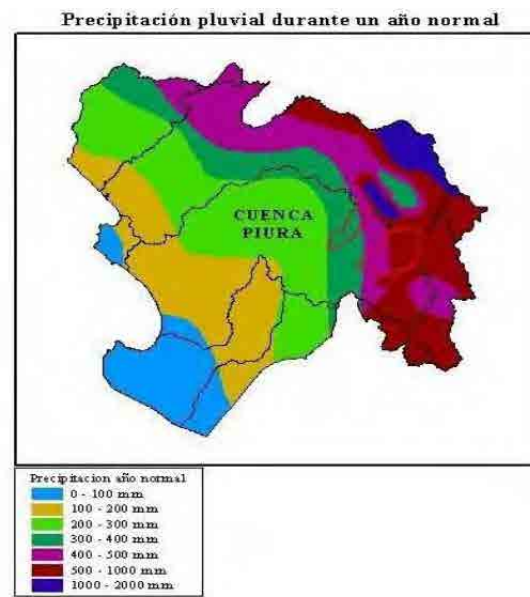 Precipitación pluvial durante un año normal
CUENCA
PIURA
Precipitacion año normal
0 - 100 mm
100 - 200 mm
200 - 300 mm
300 - 400 mm
400 - 500 mm
500 - 1000 mm
1000 - 2000 mm